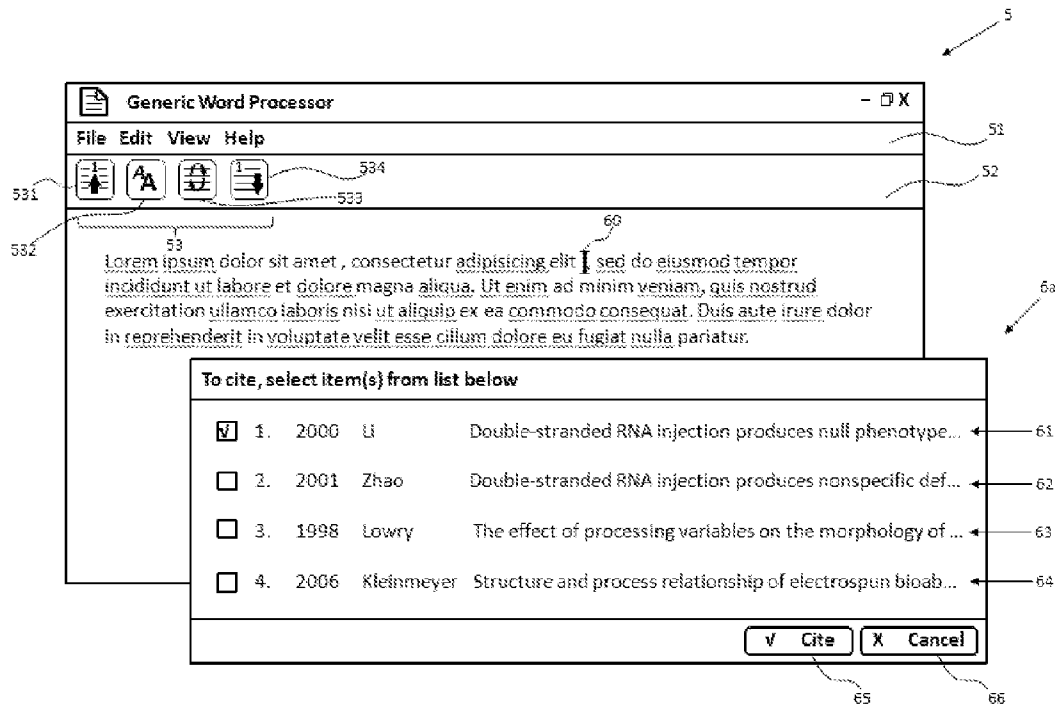 5
Generic Word Processor
File Edit View Help
51
531
532
533
534
52
53
60
Lorem ipsum dolor sit amet , consectetur adipisicing elit sed do eiusmod tempor
incididunt ut labore et dolore magna aliqua. Ut enim ad minim veniam, quis nostrud
exercitation ullamco laboris nisi ut aliquip ex ea commodo consequat. Duis aute irure dolor
in reprehenderit in voluptate velit esse cillum dolore eu fugiat nulla pariatur.
6a
To cite, select item(s) from list below
√ 1. 2000 Li Double-stranded RNA injection produces null phenotype... 61
2. 2001 Zhao Double-stranded RNA injection produces nonspecific def... 62
3. 1998 Lowry The effect of processing variables on the morphology of ... 63
4. 2006 Kleinmeyer Structure and process relationship of electrospun bioab... 64
√ Cite X Cancel
65 66